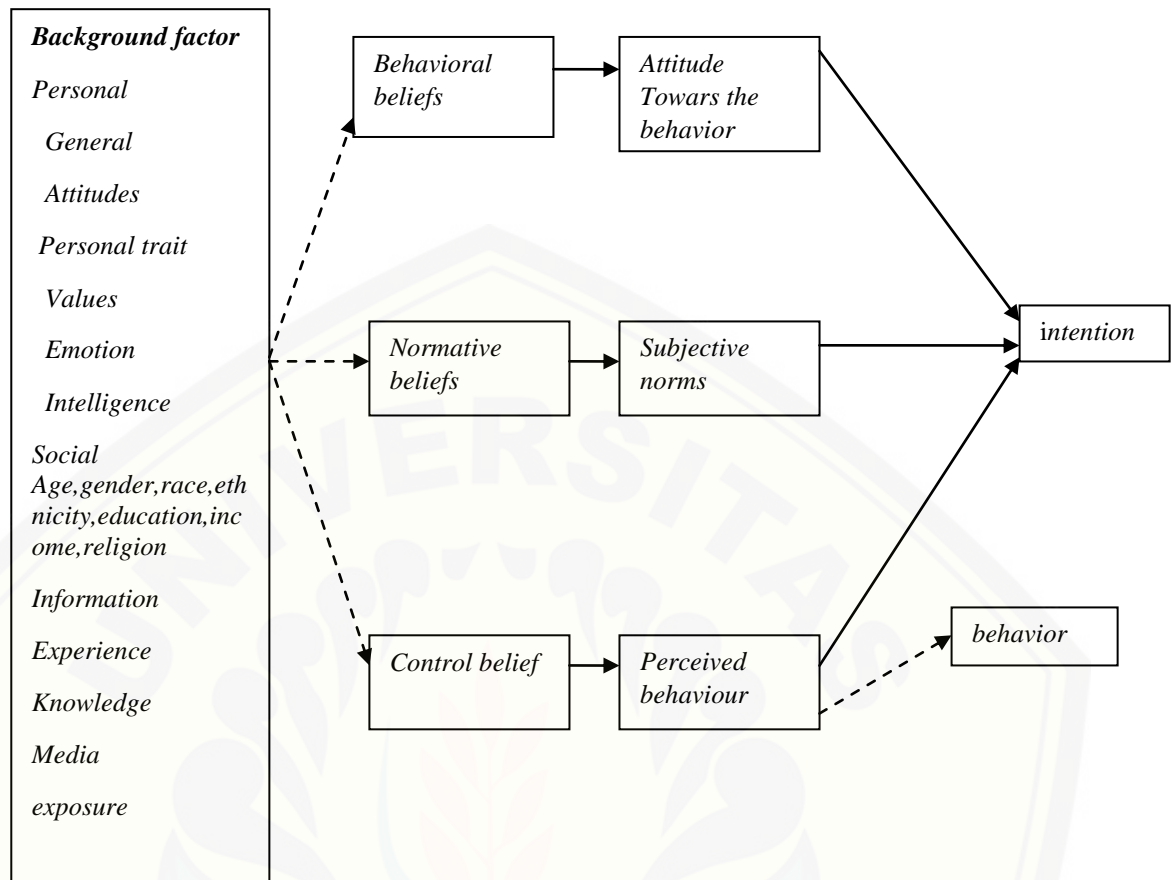 Background factor
Personal
General
Attitudes
Personal trait
Values
Emotion
Intelligence
Social
Age,gender,race,eth
nicity,education,inc
ome,religion
Information
Experience
Knowledge
Media
exposure
Behavioral
beliefs
Attitude
Towars the
behavior
Normative
beliefs
Subjective
norms
intention
Control belief
Perceived
behaviour
behavior
UNIVERSITAS